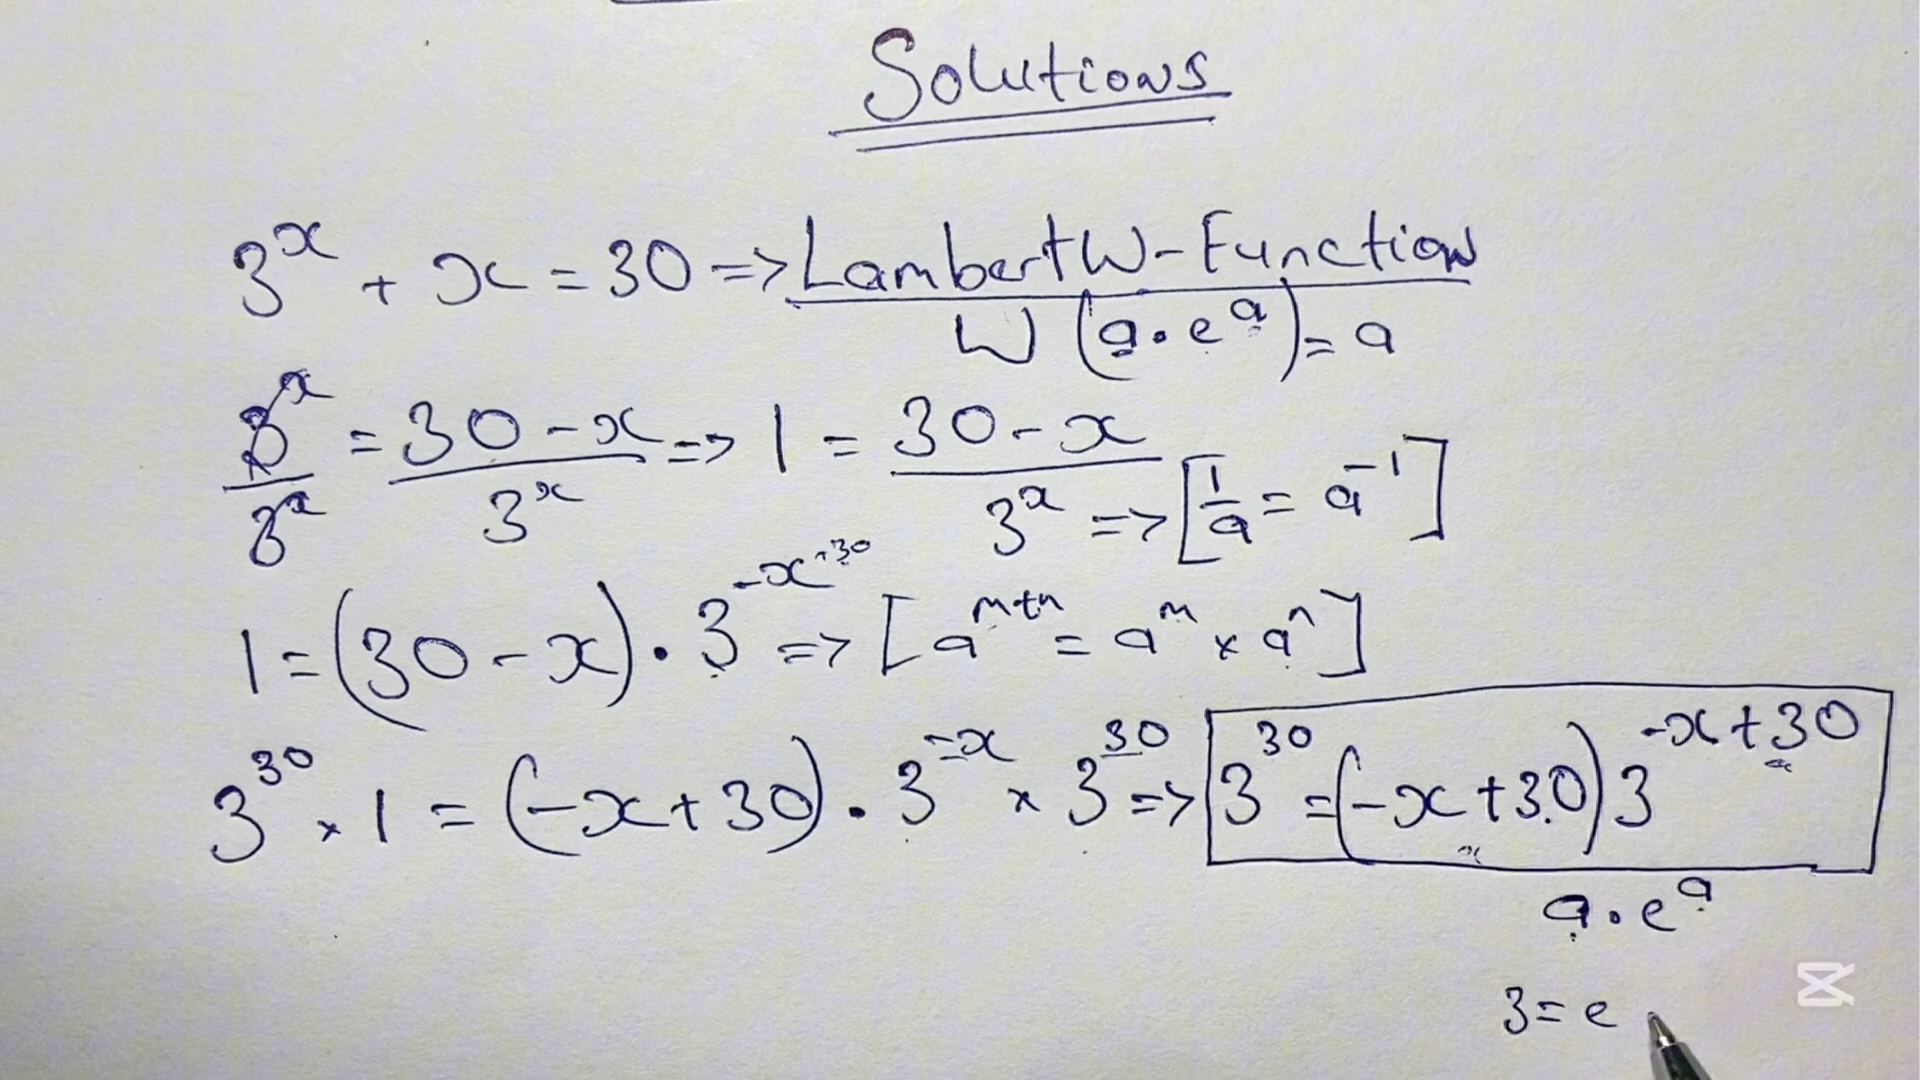 Solutions
3^x + x = 30 => Lambert W-Function
W (a·e^a) = a
3^x/3^x = 30-x/3^x => 1 = 30-x/3^x => [1/a = a^-1]
1 = (30-x)·3^-x+30 => [a^m+n = a^m × a^n]
3^30 × 1 = (-x+30)·3^-x × 3^30 => 3^30 = (-x+30)3^-x+30
a·e^a
3 = e